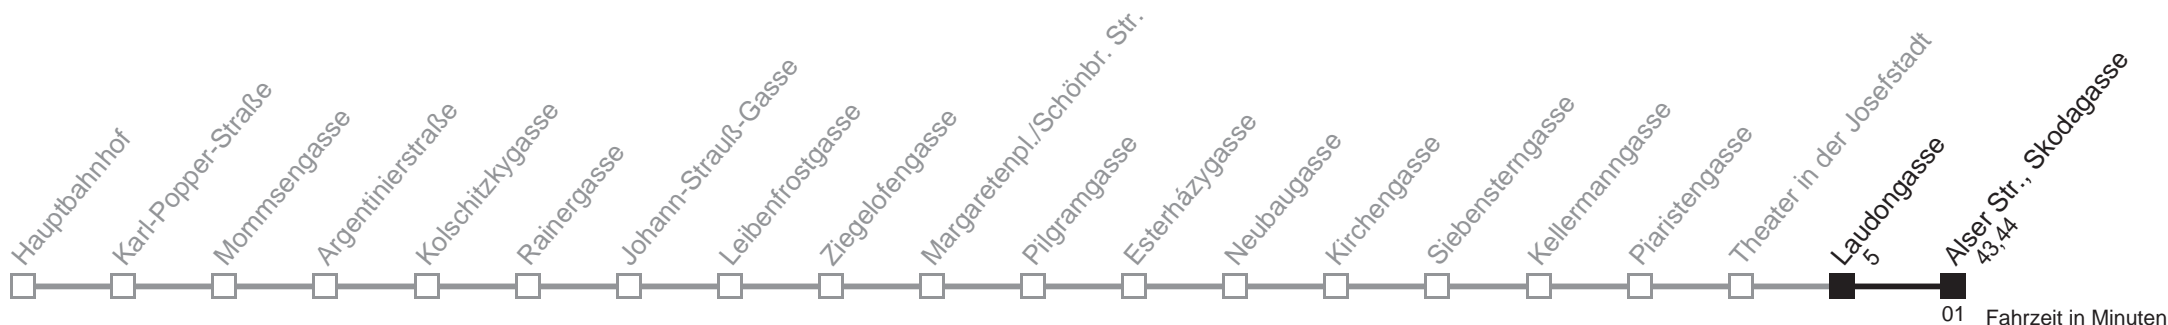 Hauptbahnhof
Karl-Popper-Straße
Mommsengasse
Argentinierstraße
Kolschitzkygasse
Rainergasse
Johann-Strauß-Gasse
Leibenfrostgasse
Ziegelofengasse
Margaretenpl./Schönbr. Str.
Pilgramgasse
Esterházygasse
Neubaugasse
Kirchengasse
Siebensterngasse
Kellermanngasse
Piaristengasse
Theater in der Josefstadt
Laudongasse
5
Alser Str., Skodagasse
43,44
01
Fahrzeit in Minuten